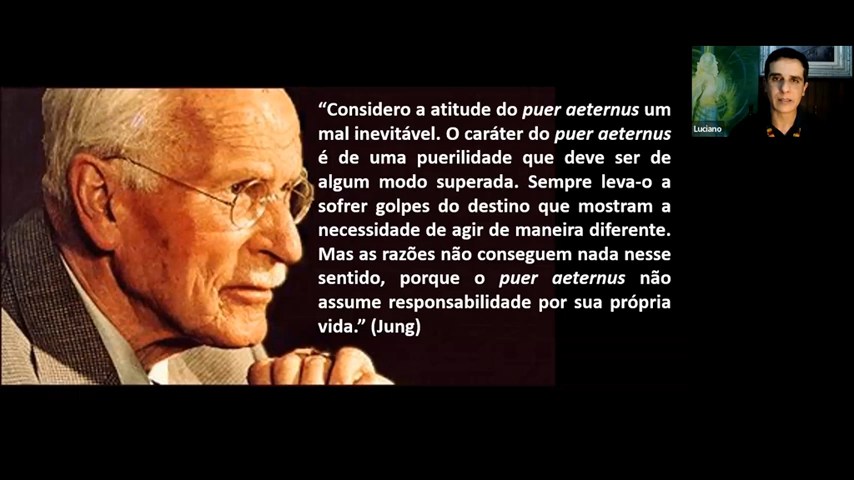 “Considero a atitude do puer aeternus um
mal inevitável. O caráter do puer aeternus
é de uma puerilidade que deve ser de
algum modo superada. Sempre leva-o a
sofrer golpes do destino que mostram a
necessidade de agir de maneira diferente.
Mas as razões não conseguem nada nesse
sentido, porque o puer aeternus não
assume responsabilidade por sua própria
vida.” (Jung)
Luciano